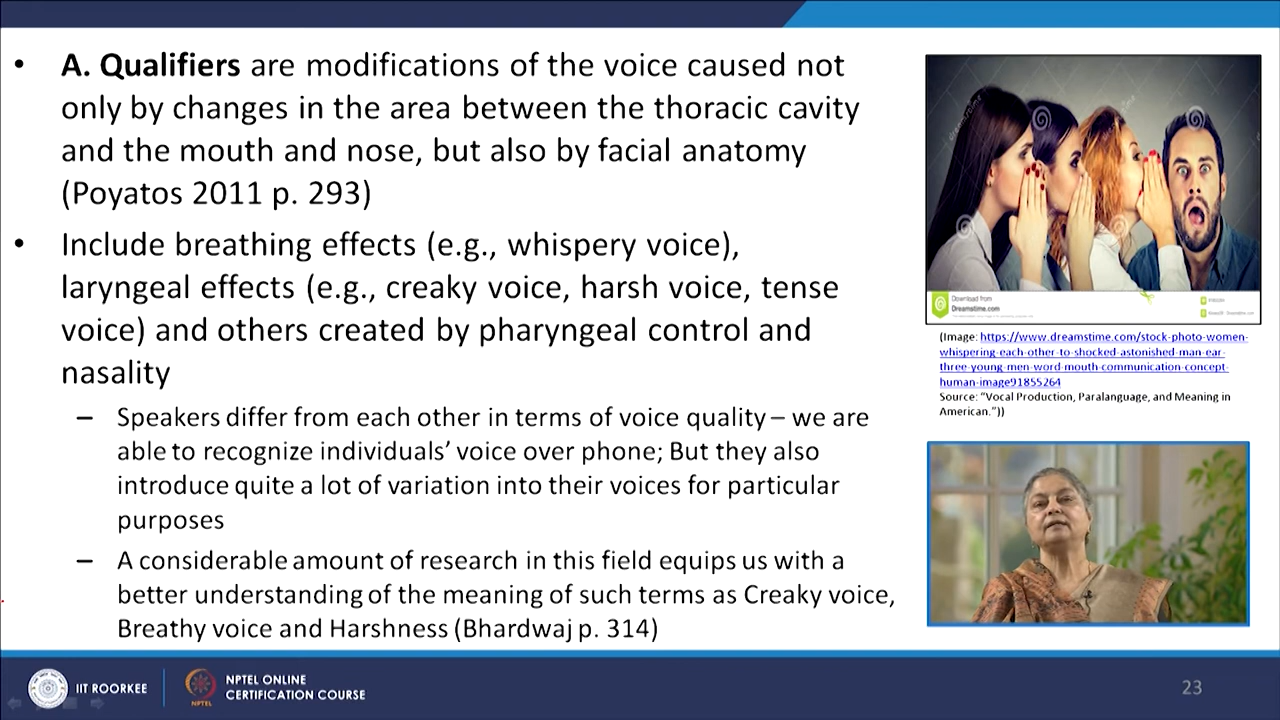 • A. Qualifiers are modifications of the voice caused not
only by changes in the area between the thoracic cavity
and the mouth and nose, but also by facial anatomy
(Poyatos 2011 p. 293)
• Include breathing effects (e.g., whispery voice),
laryngeal effects (e.g., creaky voice, harsh voice, tense
voice) and others created by pharyngeal control and
nasality
– Speakers differ from each other in terms of voice quality – we are
able to recognize individuals’ voice over phone; But they also
introduce quite a lot of variation into their voices for particular
purposes
– A considerable amount of research in this field equips us with a
better understanding of the meaning of such terms as Creaky voice,
Breathy voice and Harshness (Bhardwaj p. 314)
Download from
Dreamstime.com
(Image: https://www.dreamstime.com/stock-photo-women-
whispering-each-other-to-shocked-astonished-man-ear-
three-young-men-word-mouth-communication-concept-
human-image91855264
Source: “Vocal Production, Paralanguage, and Meaning in
American.”))
IIT ROORKEE
NPTEL
NPTEL ONLINE
CERTIFICATION COURSE
23